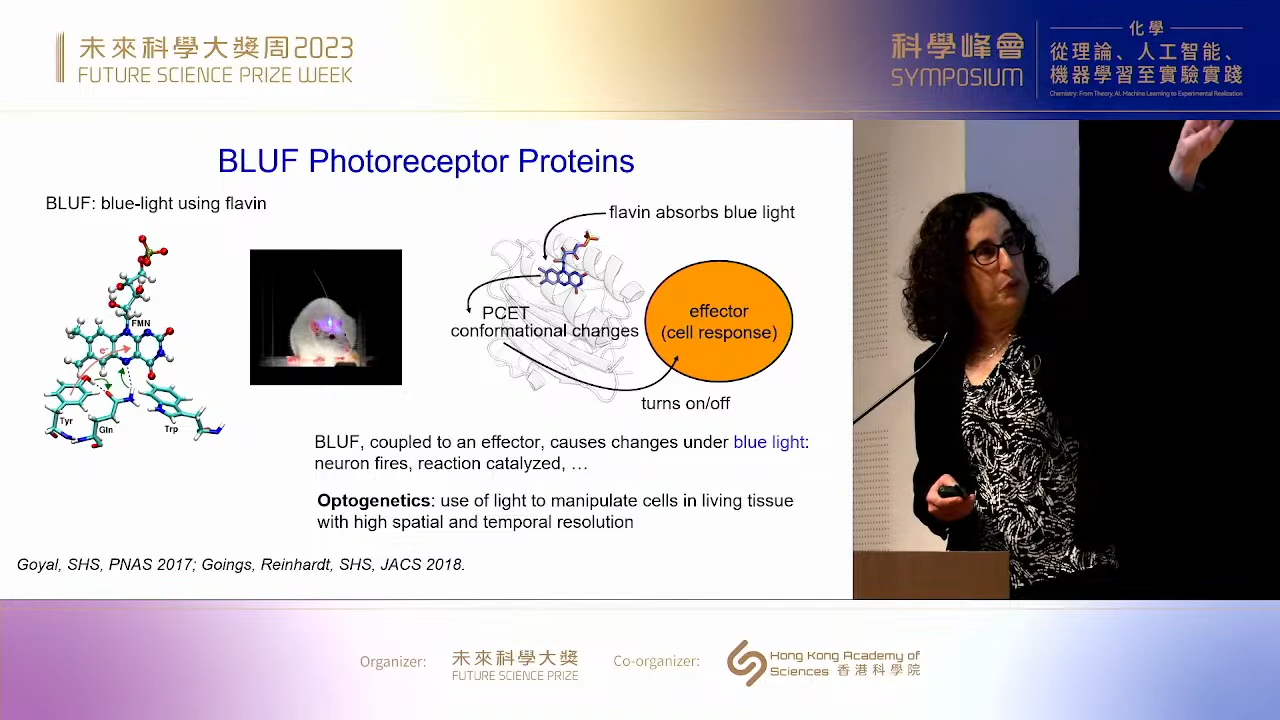 未來科學大獎周2023
FUTURE SCIENCE PRIZE WEEK
科學峰會
SYMPOSIUM
化學
從理論、人工智能、
機器學習至實驗實踐
Chemistry: From Theory, AI, Machine Learning to Experimental Realization
BLUF Photoreceptor Proteins
BLUF: blue-light using flavin
FMN
e-
Tyr
Gln
Trp
flavin absorbs blue light
PCET
conformational changes
effector
(cell response)
turns on/off
BLUF, coupled to an effector, causes changes under blue light:
neuron fires, reaction catalyzed, …
Optogenetics: use of light to manipulate cells in living tissue
with high spatial and temporal resolution
Goyal, SHS, PNAS 2017; Goings, Reinhardt, SHS, JACS 2018.
Organizer:
未來科學大獎
FUTURE SCIENCE PRIZE
Co-organizer:
Hong Kong Academy of
Sciences 香港科學院